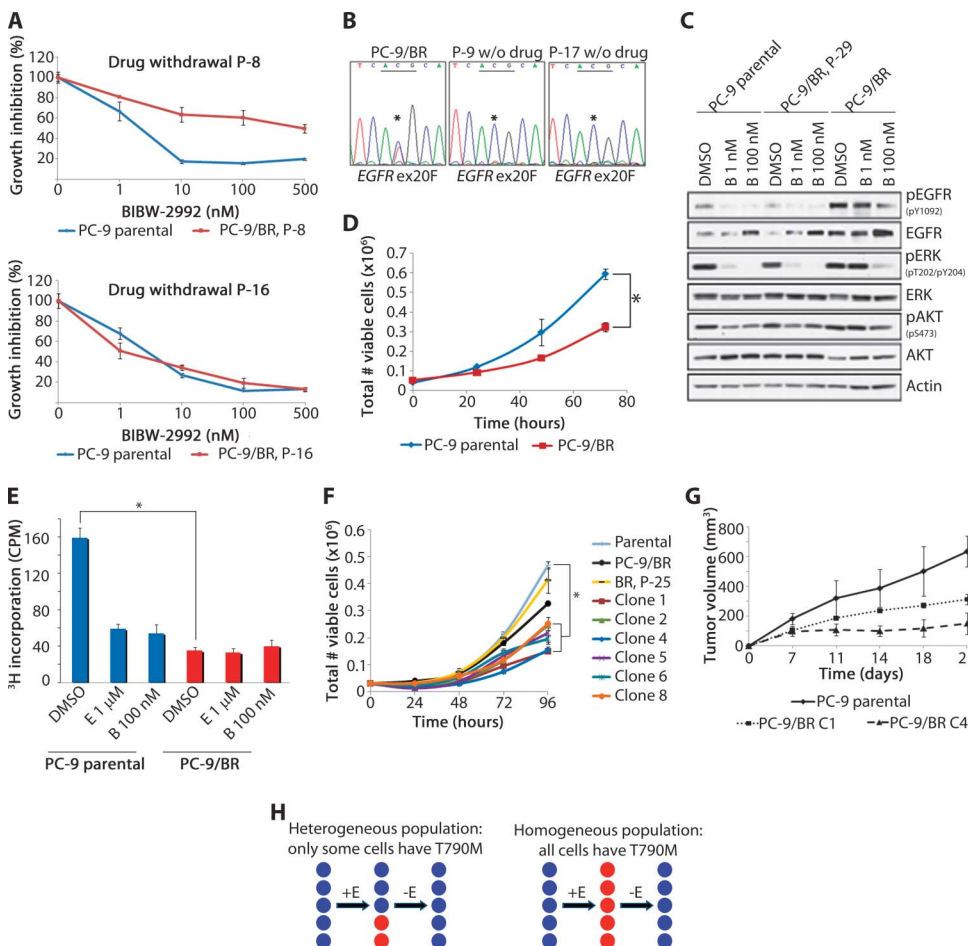 A
Growth inhibition (%)
Drug withdrawal P-8
100
80
60
40
20
0
1
10
100
500
BIBW-2992 (nM)
PC-9 parental
PC-9/BR, P-8
Growth inhibition (%)
Drug withdrawal P-16
100
80
60
40
20
0
1
10
100
500
BIBW-2992 (nM)
PC-9 parental
PC-9/BR, P-16
B
PC-9/BR
P-9 w/o drug
P-17 w/o drug
T C A C G C A
T C A C G C A
T C A C G C A
*
*
*
EGFR ex20F
EGFR ex20F
EGFR ex20F
C
PC-9 parental
PC-9/BR, P-29
PC-9/BR
DMSO
B 1 nM
B 100 nM
DMSO
B 1 nM
B 100 nM
DMSO
B 1 nM
B 100 nM
pEGFR
(pY1092)
EGFR
pERK
(pT202/pY204)
ERK
pAKT
(pS473)
AKT
Actin
D
Total # viable cells (x10⁶)
0.7
0.6
0.4
0.3
0.1
0
0
20
40
60
80
*
Time (hours)
PC-9 parental
PC-9/BR
E
³H incorporation (CPM)
160
120
80
40
0
*
DMSO
E 1 µM
B 100 nM
DMSO
E 1 µM
B 100 nM
PC-9 parental
PC-9/BR
F
Total # viable cells (x10⁶)
0.5
0.4
0.3
0.2
0.1
0
0
24
48
72
96
*
Time (hours)
Parental
PC-9/BR
BR, P-25
Clone 1
Clone 2
Clone 4
Clone 5
Clone 6
Clone 8
G
Tumor volume (mm³)
800
600
400
200
0
0
7
11
14
18
2
Time (days)
PC-9 parental
PC-9/BR C1
PC-9/BR C4
H
Heterogeneous population:
only some cells have T790M
+E
-E
Homogeneous population:
all cells have T790M
+E
-E